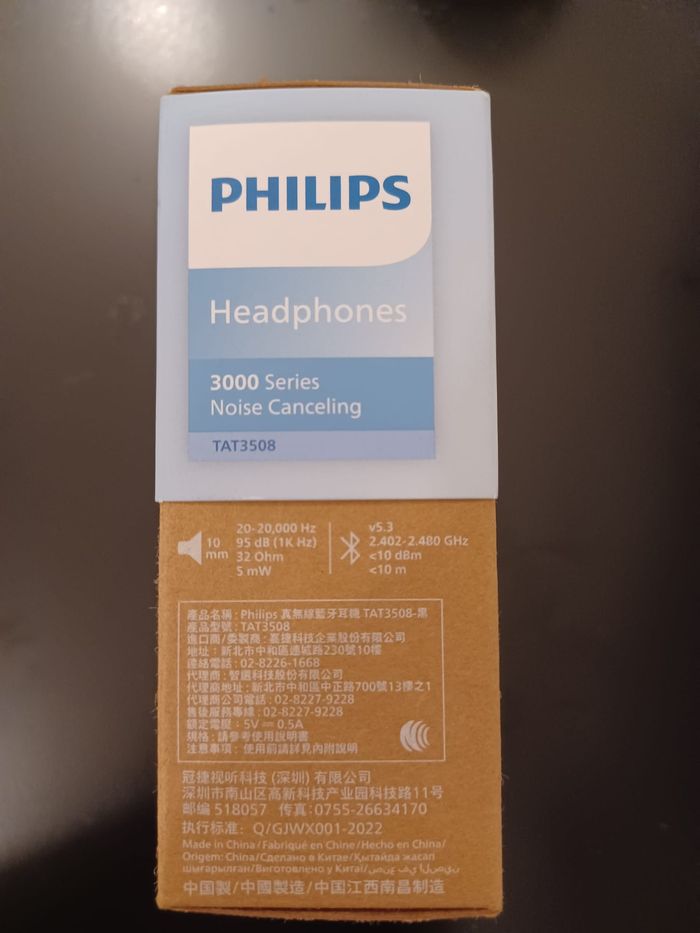 PHILIPS
Headphones
3000 Series
Noise Canceling
TAT3508
10
mm
20-20,000 Hz
95 dB (1K Hz)
32 Ohm
5 mW
v5.3
2.402-2.480 GHz
<10 dBm
<10 m
產品名稱: Philips 真無線藍牙耳機 TAT3508-黑
產品型號: TAT3508
進口商/委製商: 嘉捷科技企業股份有限公司
地址: 新北市中和區連城路230號10樓
連絡電話: 02-8226-1668
代理商: 智選科技股份有限公司
代理商地址: 新北市中和區中正路700號13樓之1
代理商公司電話: 02-8227-9228
售後服務專線: 02-8227-9228
額定電壓: 5V⎓0.5A
規格: 請參考使用說明書
注意事項: 使用前請詳見內附說明
冠捷视听科技 (深圳) 有限公司
深圳市南山区高新科技产业园科技路11号
邮编 518057 传真: 0755-26634170
执行标准: Q/GJWX001-2022
Made in China/Fabriqué en Chine/Hecho en China/
Origem: China/Сделано в Китае/Қытайда жасап
шығарылған/Виготовлено у Китаї/صنع في الصين
中国製/中國製造/中国江西南昌制造